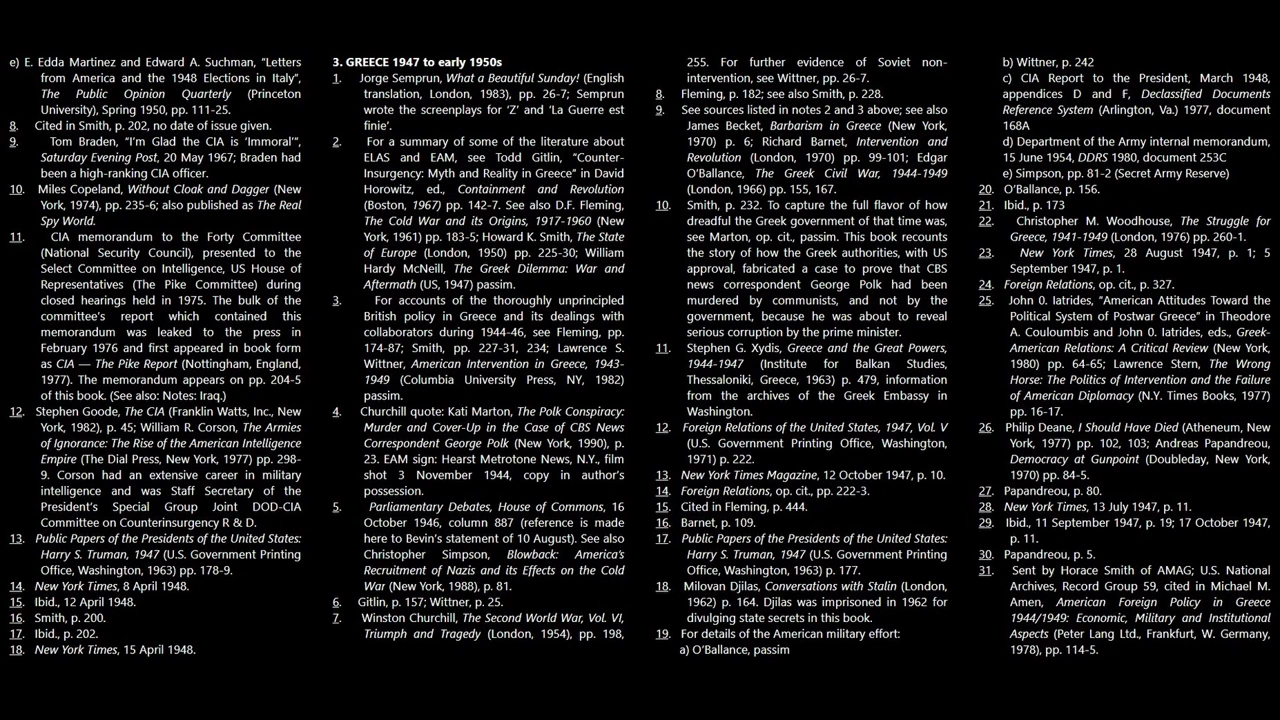 e) E. Edda Martinez and Edward A. Suchman, "Letters
from America and the 1948 Elections in Italy",
The Public Opinion Quarterly (Princeton
University), Spring 1950, pp. 111-25.
8. Cited in Smith, p. 202, no date of issue given.
9. Tom Braden, "I'm Glad the CIA is 'Immoral'",
Saturday Evening Post, 20 May 1967; Braden had
been a high-ranking CIA officer.
10. Miles Copeland, Without Cloak and Dagger (New
York, 1974), pp. 235-6; also published as The Real
Spy World.
11. CIA memorandum to the Forty Committee
(National Security Council), presented to the
Select Committee on Intelligence, US House of
Representatives (The Pike Committee) during
closed hearings held in 1975. The bulk of the
committee's report which contained this
memorandum was leaked to the press in
February 1976 and first appeared in book form
as CIA — The Pike Report (Nottingham, England,
1977). The memorandum appears on pp. 204-5
of this book. (See also: Notes: Iraq.)
12. Stephen Goode, The CIA (Franklin Watts, Inc., New
York, 1982), p. 45; William R. Corson, The Armies
of Ignorance: The Rise of the American Intelligence
Empire (The Dial Press, New York, 1977) pp. 298-
9. Corson had an extensive career in military
intelligence and was Staff Secretary of the
President's Special Group Joint DOD-CIA
Committee on Counterinsurgency R & D.
13. Public Papers of the Presidents of the United States:
Harry S. Truman, 1947 (U.S. Government Printing
Office, Washington, 1963) pp. 178-9.
14. New York Times, 8 April 1948.
15. Ibid., 12 April 1948.
16. Smith, p. 200.
17. Ibid., p. 202.
18. New York Times, 15 April 1948.
3. GREECE 1947 to early 1950s
1. Jorge Semprun, What a Beautiful Sunday! (English
translation, London, 1983), pp. 26-7; Semprun
wrote the screenplays for 'Z' and 'La Guerre est
finie'.
2. For a summary of some of the literature about
ELAS and EAM, see Todd Gitlin, "Counter-
Insurgency: Myth and Reality in Greece" in David
Horowitz, ed., Containment and Revolution
(Boston, 1967) pp. 142-7. See also D.F. Fleming,
The Cold War and its Origins, 1917-1960 (New
York, 1961) pp. 183-5; Howard K. Smith, The State
of Europe (London, 1950) pp. 225-30; William
Hardy McNeill, The Greek Dilemma: War and
Aftermath (US, 1947) passim.
3. For accounts of the thoroughly unprincipled
British policy in Greece and its dealings with
collaborators during 1944-46, see Fleming, pp.
174-87; Smith, pp. 227-31, 234; Lawrence S.
Wittner, American Intervention in Greece, 1943-
1949 (Columbia University Press, NY, 1982)
passim.
4. Churchill quote: Kati Marton, The Polk Conspiracy:
Murder and Cover-Up in the Case of CBS News
Correspondent George Polk (New York, 1990), p.
23. EAM sign: Hearst Metrotone News, N.Y., film
shot 3 November 1944, copy in author's
possession.
5. Parliamentary Debates, House of Commons, 16
October 1946, column 887 (reference is made
here to Bevin's statement of 10 August). See also
Christopher Simpson, Blowback: America's
Recruitment of Nazis and its Effects on the Cold
War (New York, 1988), p. 81.
6. Gitlin, p. 157; Wittner, p. 25.
7. Winston Churchill, The Second World War, Vol. VI,
Triumph and Tragedy (London, 1954), pp. 198,
255. For further evidence of Soviet non-
intervention, see Wittner, pp. 26-7.
8. Fleming, p. 182; see also Smith, p. 228.
9. See sources listed in notes 2 and 3 above; see also
James Becket, Barbarism in Greece (New York,
1970) p. 6; Richard Barnet, Intervention and
Revolution (London, 1970) pp. 99-101; Edgar
O'Ballance, The Greek Civil War, 1944-1949
(London, 1966) pp. 155, 167.
10. Smith, p. 232. To capture the full flavor of how
dreadful the Greek government of that time was,
see Marton, op. cit., passim. This book recounts
the story of how the Greek authorities, with US
approval, fabricated a case to prove that CBS
news correspondent George Polk had been
murdered by communists, and not by the
government, because he was about to reveal
serious corruption by the prime minister.
11. Stephen G. Xydis, Greece and the Great Powers,
1944-1947 (Institute for Balkan Studies,
Thessaloniki, Greece, 1963) p. 479, information
from the archives of the Greek Embassy in
Washington.
12. Foreign Relations of the United States, 1947, Vol. V
(U.S. Government Printing Office, Washington,
1971) p. 222.
13. New York Times Magazine, 12 October 1947, p. 10.
14. Foreign Relations, op. cit., pp. 222-3.
15. Cited in Fleming, p. 444.
16. Barnet, p. 109.
17. Public Papers of the Presidents of the United States:
Harry S. Truman, 1947 (U.S. Government Printing
Office, Washington, 1963) p. 177.
18. Milovan Djilas, Conversations with Stalin (London,
1962) p. 164. Djilas was imprisoned in 1962 for
divulging state secrets in this book.
19. For details of the American military effort:
a) O'Ballance, passim
b) Wittner, p. 242
c) CIA Report to the President, March 1948,
appendices D and F, Declassified Documents
Reference System (Arlington, Va.) 1977, document
168A
d) Department of the Army internal memorandum,
15 June 1954, DDRS 1980, document 253C
e) Simpson, pp. 81-2 (Secret Army Reserve)
20. O'Ballance, p. 156.
21. Ibid., p. 173
22. Christopher M. Woodhouse, The Struggle for
Greece, 1941-1949 (London, 1976) pp. 260-1.
23. New York Times, 28 August 1947, p. 1; 5
September 1947, p. 1.
24. Foreign Relations, op. cit., p. 327.
25. John 0. Iatrides, "American Attitudes Toward the
Political System of Postwar Greece" in Theodore
A. Couloumbis and John 0. Iatrides, eds., Greek-
American Relations: A Critical Review (New York,
1980) pp. 64-65; Lawrence Stern, The Wrong
Horse: The Politics of Intervention and the Failure
of American Diplomacy (N.Y. Times Books, 1977)
pp. 16-17.
26. Philip Deane, I Should Have Died (Atheneum, New
York, 1977) pp. 102, 103; Andreas Papandreou,
Democracy at Gunpoint (Doubleday, New York,
1970) pp. 84-5.
27. Papandreou, p. 80.
28. New York Times, 13 July 1947, p. 11.
29. Ibid., 11 September 1947, p. 19; 17 October 1947,
p. 11.
30. Papandreou, p. 5.
31. Sent by Horace Smith of AMAG; U.S. National
Archives, Record Group 59, cited in Michael M.
Amen, American Foreign Policy in Greece
1944/1949: Economic, Military and Institutional
Aspects (Peter Lang Ltd., Frankfurt, W. Germany,
1978), pp. 114-5.